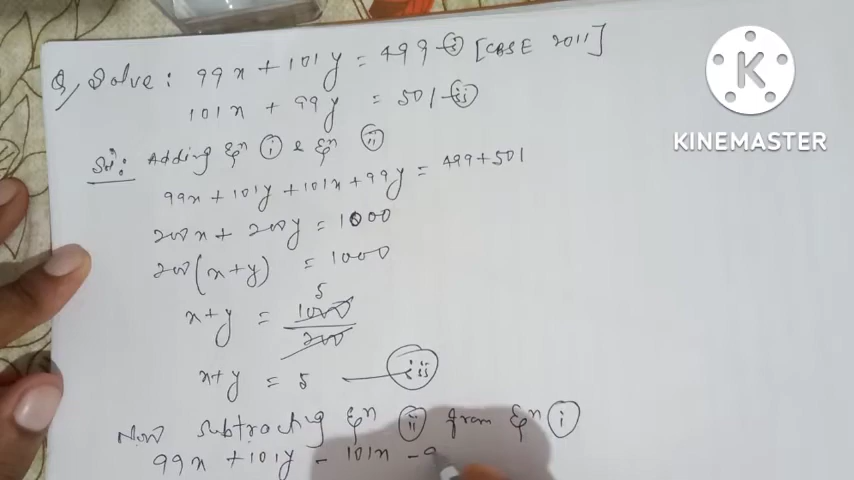 Q, Solve: 99x + 101y = 499 - (i) [CBSE 2011]
101x + 99y = 501 - (ii)
Sol: Adding Eqn (i) & Eqn (ii)
99x + 101y + 101x + 99y = 499 + 501
200x + 200y = 1000
200(x+y) = 1000
5
x+y = 1000/200
x+y = 5 — (iii)
Now Subtracting Eqn (ii) from Eqn (i)
99x + 101y - 101x - 9
K
KINEMASTER